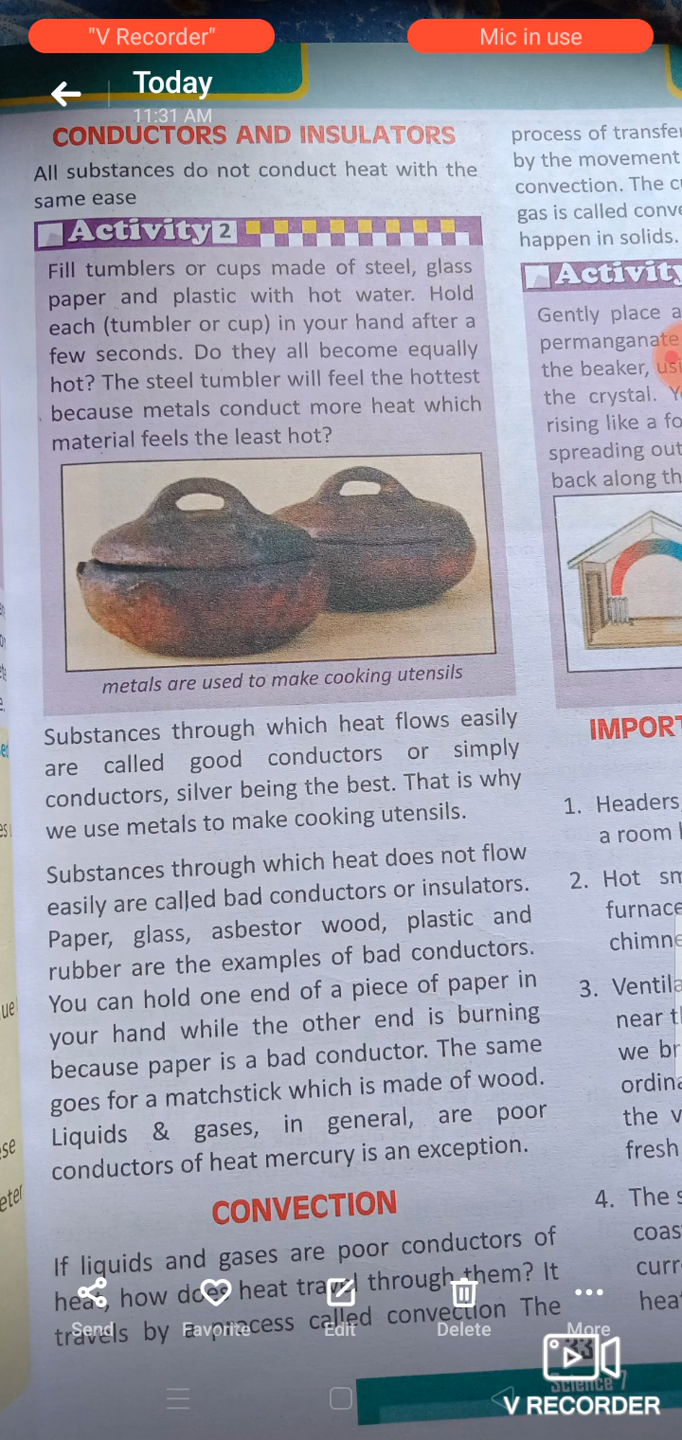 "V Recorder"
Mic in use
Today
11:31 AM
CONDUCTORS AND INSULATORS
All substances do not conduct heat with the
same ease
Activity 2
Fill tumblers or cups made of steel, glass
paper and plastic with hot water. Hold
each (tumbler or cup) in your hand after a
few seconds. Do they all become equally
hot? The steel tumbler will feel the hottest
because metals conduct more heat which
material feels the least hot?
metals are used to make cooking utensils
Substances through which heat flows easily
are called good conductors or simply
conductors, silver being the best. That is why
we use metals to make cooking utensils.
Substances through which heat does not flow
easily are called bad conductors or insulators.
Paper, glass, asbestor wood, plastic and
rubber are the examples of bad conductors.
You can hold one end of a piece of paper in
your hand while the other end is burning
because paper is a bad conductor. The same
goes for a matchstick which is made of wood.
Liquids & gases, in general, are poor
conductors of heat mercury is an exception.
CONVECTION
If liquids and gases are poor conductors of
heat, how does heat travel through them? It
travels by a process called convection The
process of transfer
by the movement
convection. The
gas is called
happen in solids.
Activity
Gently place a
permanganate
the beaker,
the crystal.
rising like a
spreading out
back along
1. Headers
a room
2. Hot
furnace
3.
near
we
the
fresh
4. The
Send
Favorite
Edit
Delete
More
33
Science 7
V RECORDER